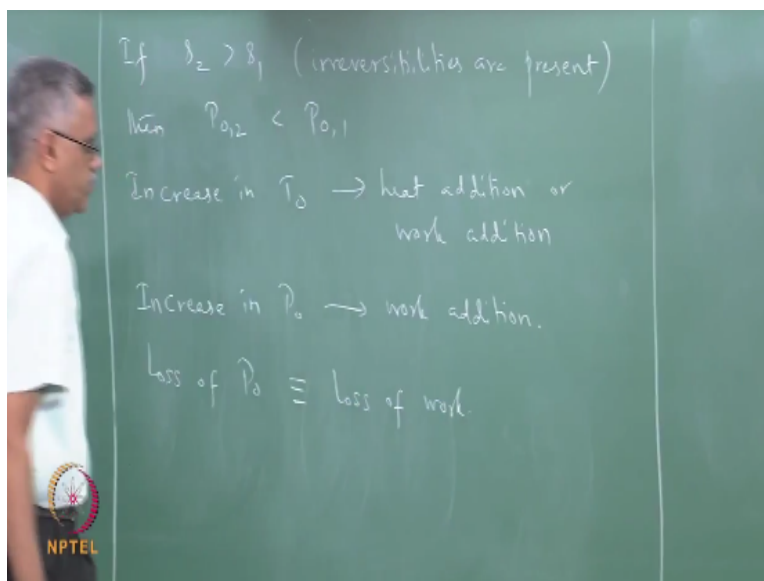 If s₂ > s₁ (irreversibilities are present)
then P₀,₂ < P₀,₁
Increase in T₀ → heat addition or
work addition
Increase in P₀ → work addition.
Loss of P₀ ≡ Loss of work.
NPTEL